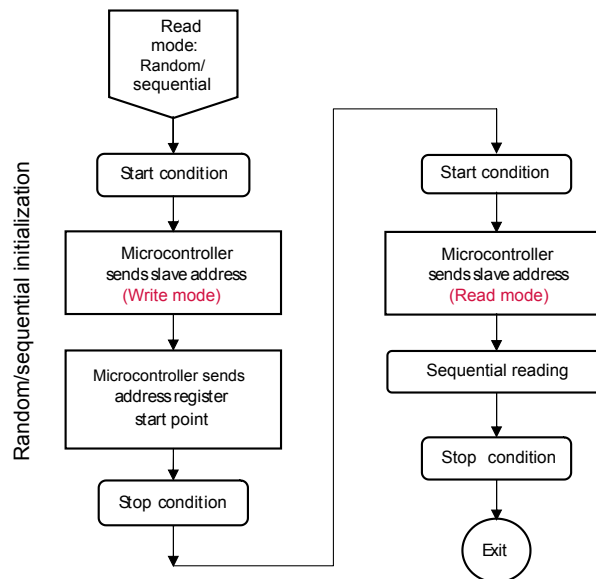 Read
mode:
Random/
sequential
Random/sequential initialization
Start condition
Microcontroller
sends slave address
(Write mode)
Microcontroller sends
address register
start point
Stop condition
Start condition
Microcontroller
sends slave address
(Read mode)
Sequential reading
Stop condition
Exit